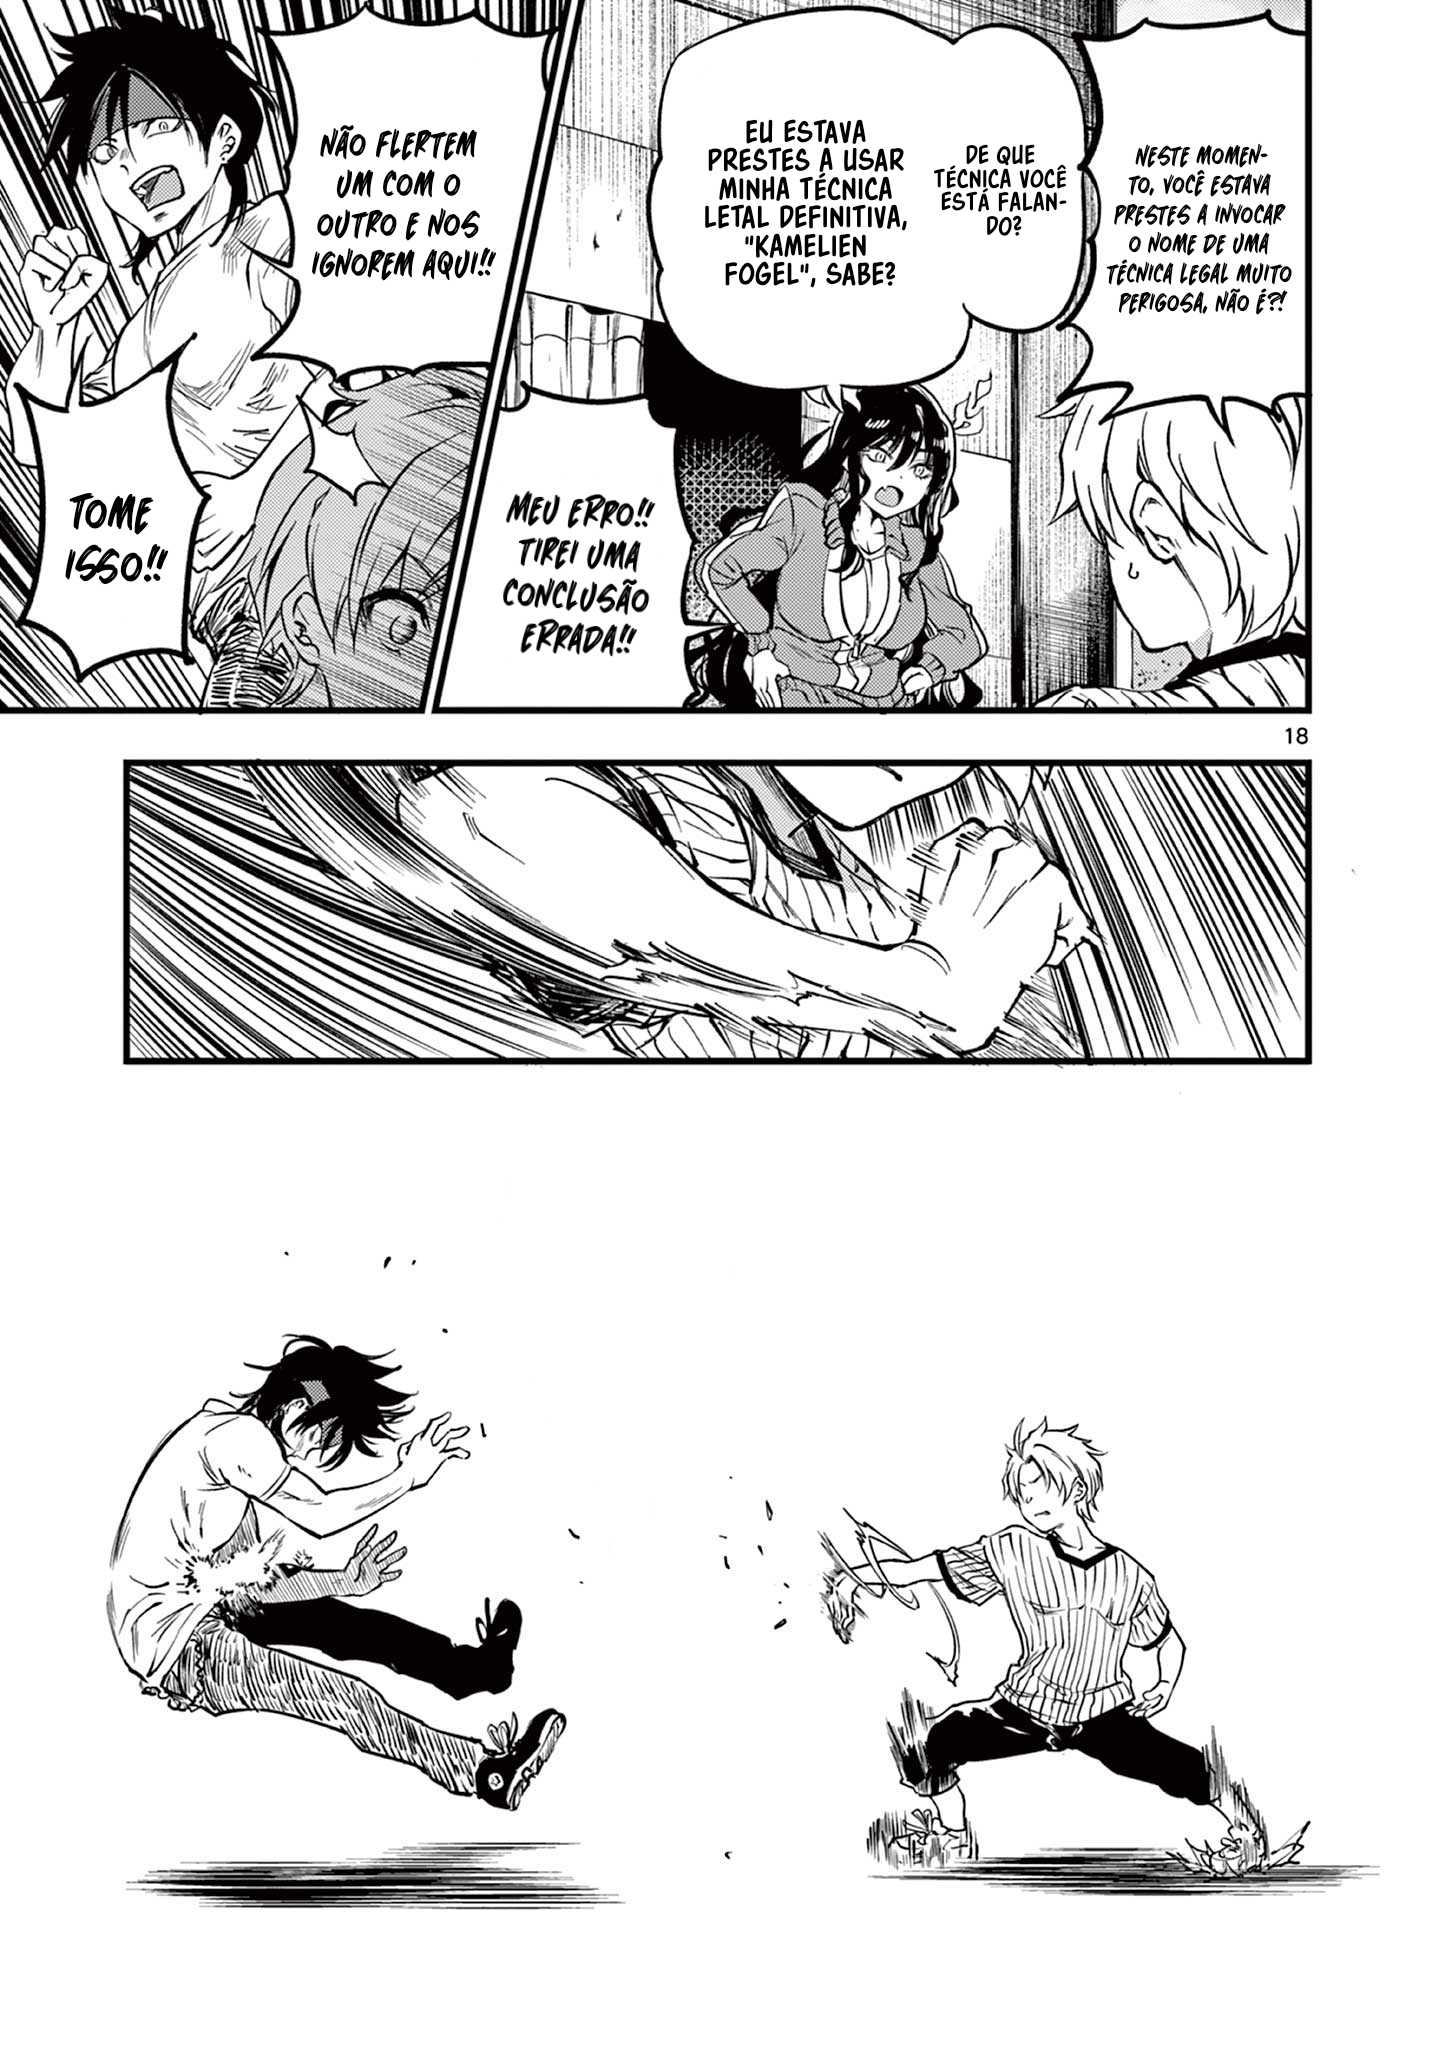 NESTE MOMEN-
TO, VOCÊ ESTAVA
PRESTES A INVOCAR
O NOME DE UMA
TÉCNICA LEGAL MUITO
PERIGOSA, NÃO É?!
DE QUE
TÉCNICA VOCÊ
ESTÁ FALAN-
DO?
EU ESTAVA
PRESTES A USAR
MINHA TÉCNICA
LETAL DEFINITIVA,
"KAMELIEN
FOGEL", SABE?
MEU ERRO!!
TIREI UMA
CONCLUSÃO
ERRADA!!
NÃO FLERTEM
UM COM O
OUTRO E NOS
IGNOREM AQUI!!
TOME
ISSO!!
18